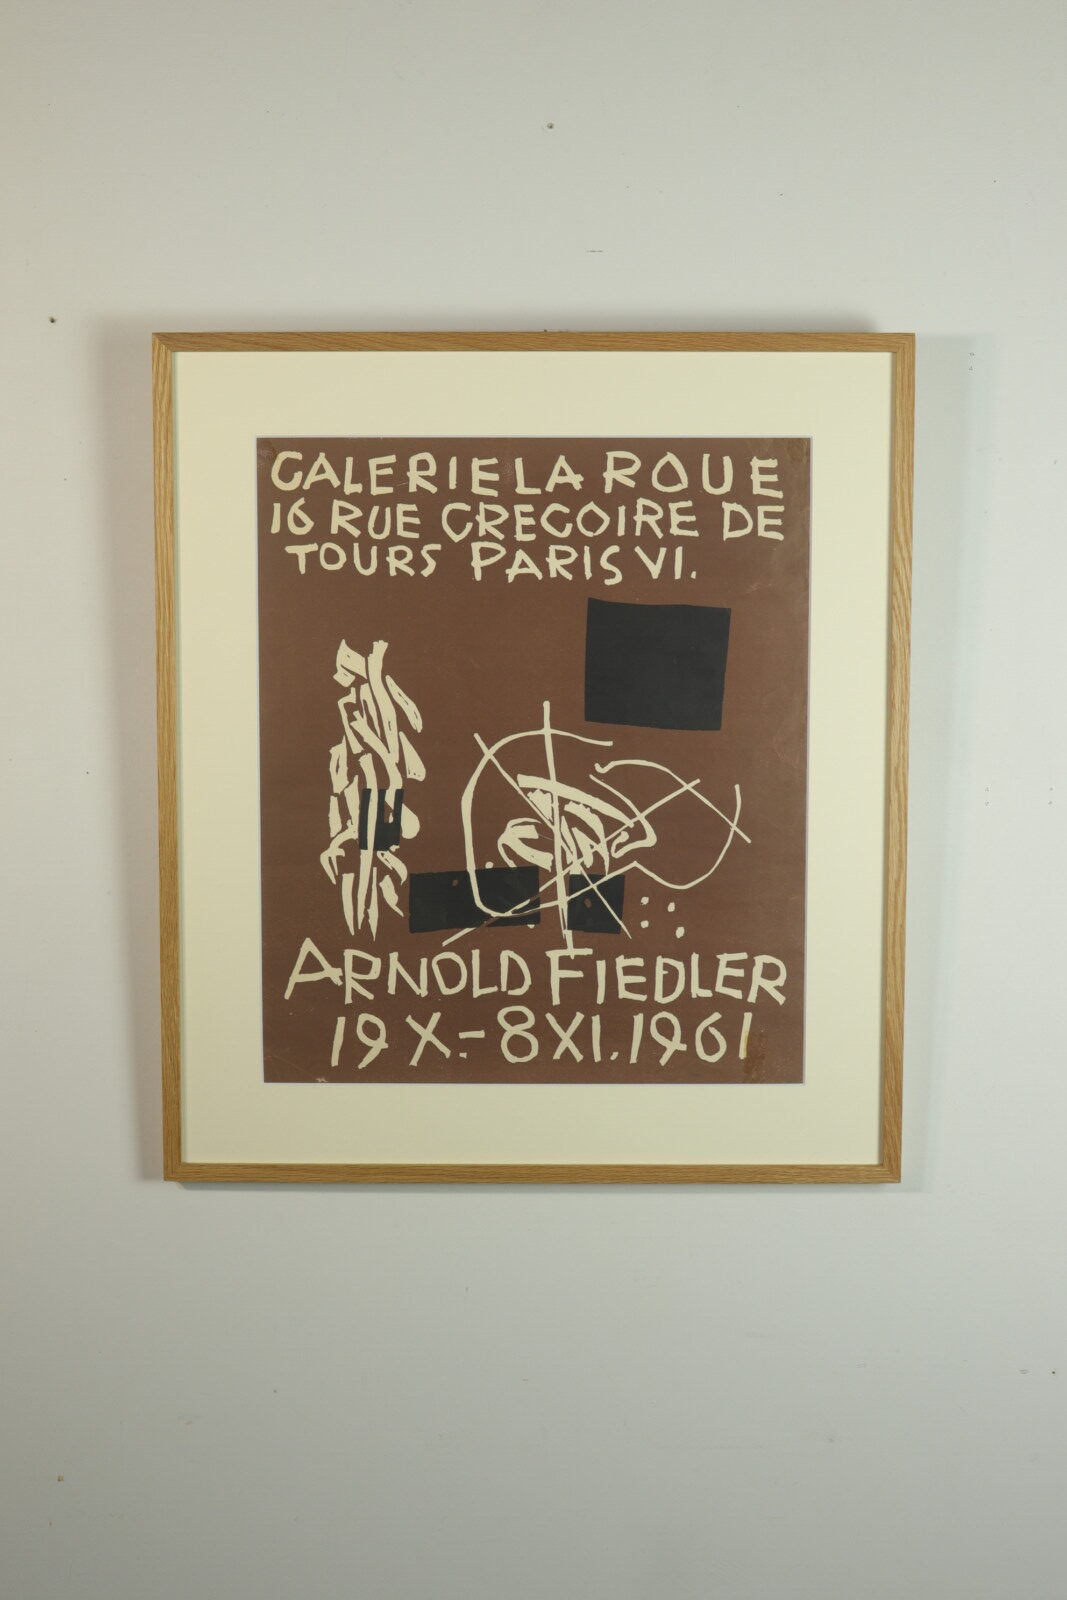 GALERIE LA ROUE
16 RUE GREGOIRE DE
TOURS PARIS VI.
ARNOLD FIEDLER
19 X.-8 XI. 1961